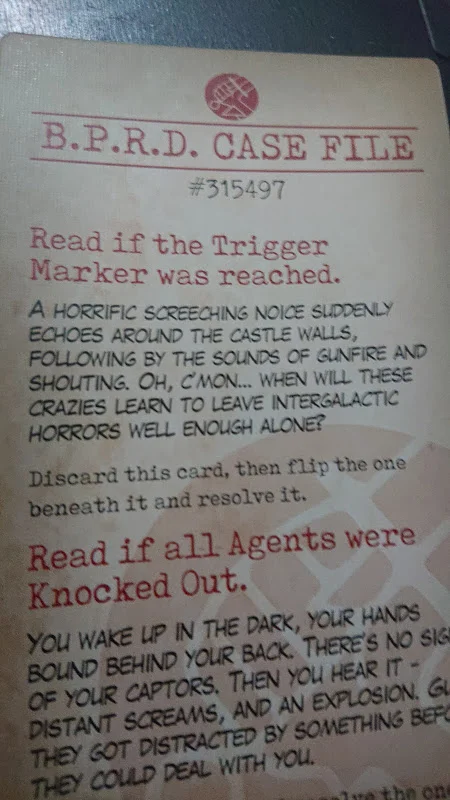 B.P.R.D. CASE FILE
#315497
Read if the Trigger
Marker was reached.
A HORRIFIC SCREECHING NOICE SUDDENLY
ECHOES AROUND THE CASTLE WALLS,
FOLLOWING BY THE SOUNDS OF GUNFIRE AND
SHOUTING. OH, C'MON... WHEN WILL THESE
CRAZIES LEARN TO LEAVE INTERGALACTIC
HORRORS WELL ENOUGH ALONE?
Discard this card, then flip the one
beneath it and resolve it.
Read if all Agents were
Knocked Out.
YOU WAKE UP IN THE DARK, YOUR HANDS
BOUND BEHIND YOUR BACK. THERE'S NO SIG
OF YOUR CAPTORS. THEN YOU HEAR IT -
DISTANT SCREAMS, AND AN EXPLOSION. GU
THEY GOT DISTRACTED BY SOMETHING BEFO
THEY COULD DEAL WITH YOU.
the one